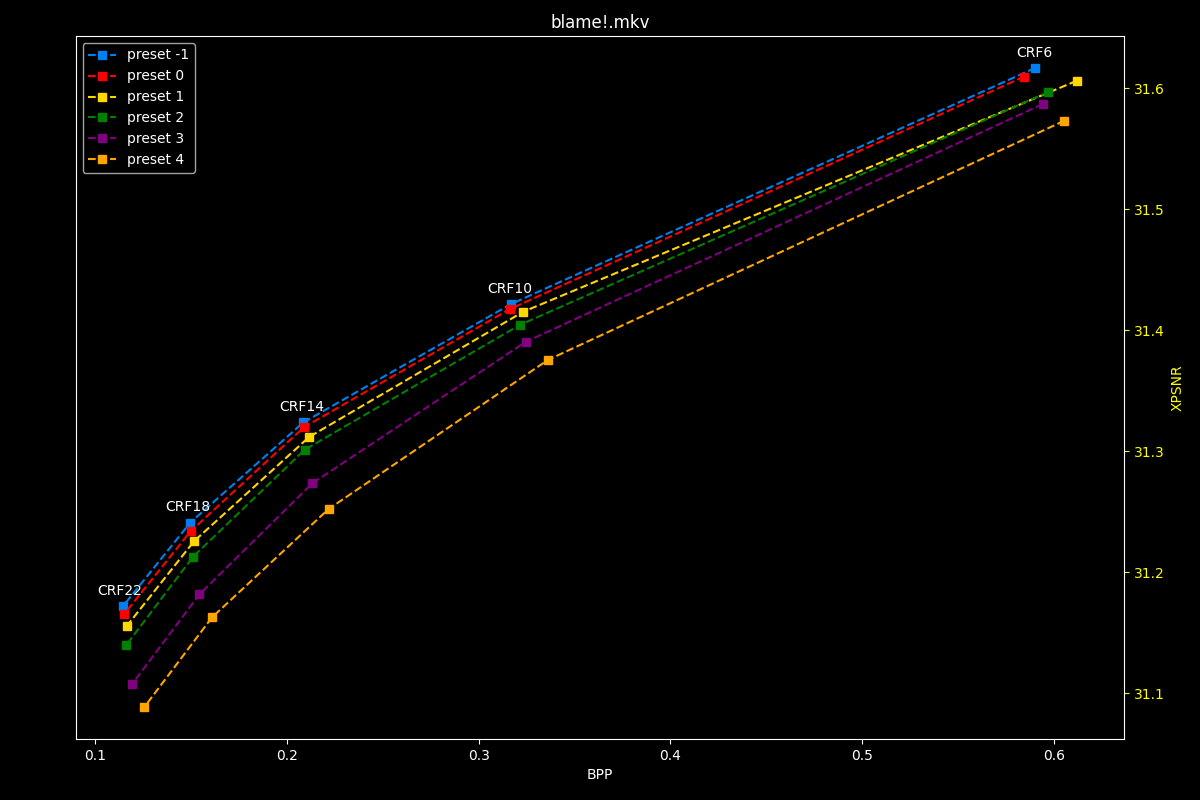 blame!.mkv
preset -1
preset 0
preset 1
preset 2
preset 3
preset 4
CRF6
CRF10
CRF14
CRF18
CRF22
31.6
31.5
31.4
31.3
31.2
31.1
XPSNR
0.1 0.2 0.3 0.4 0.5 0.6
BPP